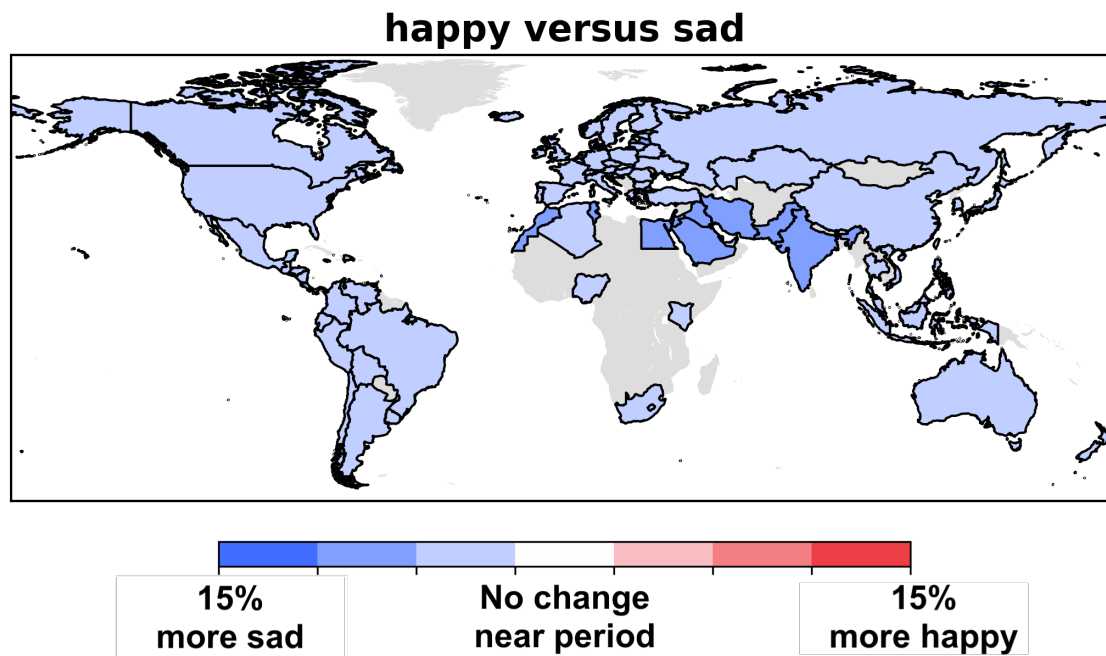 happy versus sad
15%
more sad
No change
near period
15%
more happy